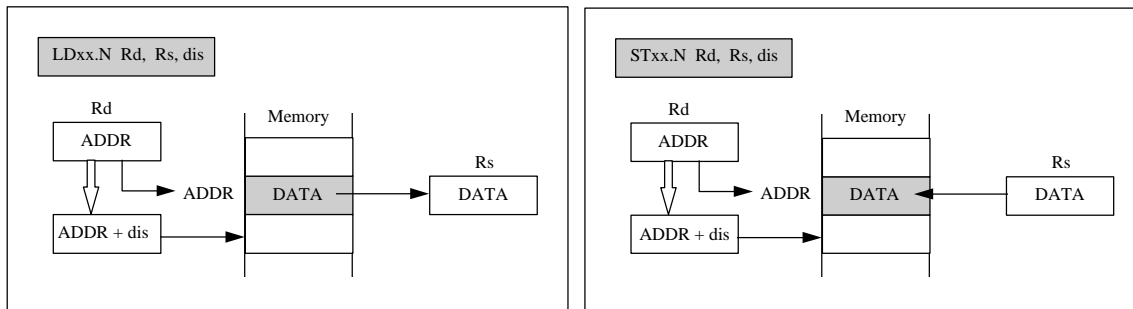 LDxx.N Rd, Rs, dis
Rd
Memory
ADDR
Rs
ADDR
DATA
DATA
ADDR + dis
STxx.N Rd, Rs, dis
Rd
Memory
ADDR
Rs
ADDR
DATA
DATA
ADDR + dis